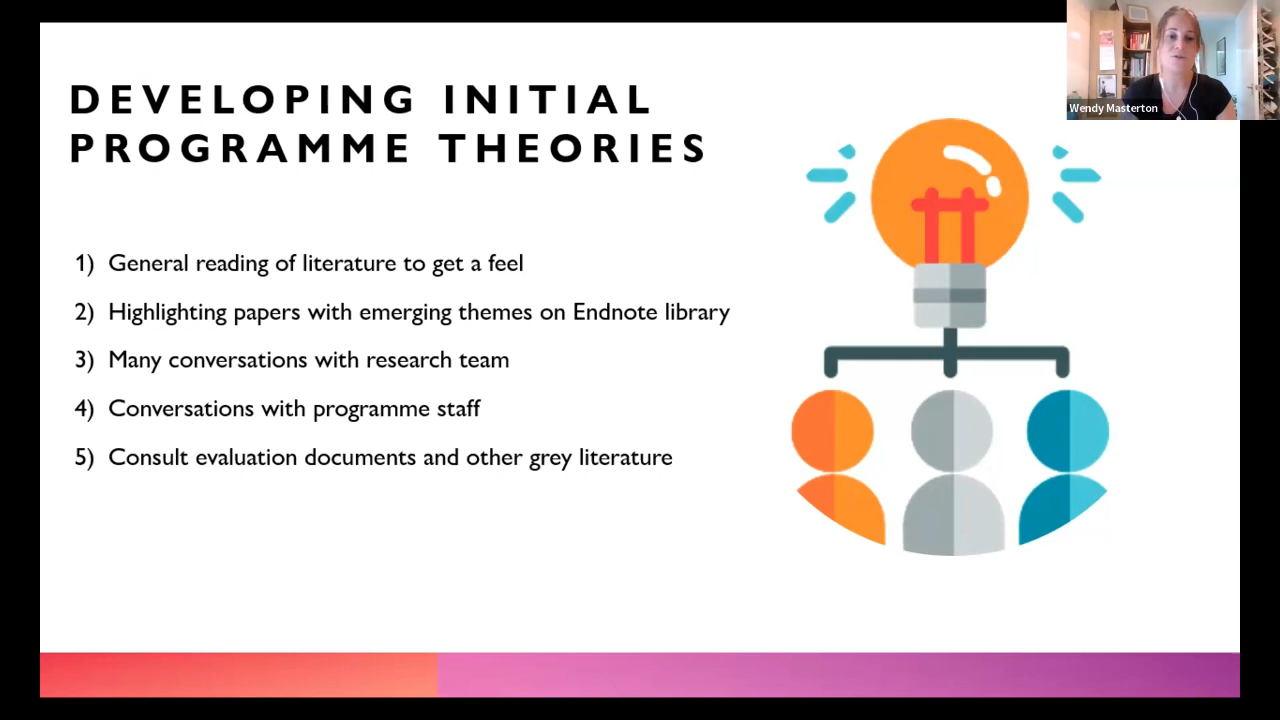 DEVELOPING INITIAL
PROGRAMME THEORIES
1) General reading of literature to get a feel
2) Highlighting papers with emerging themes on Endnote library
3) Many conversations with research team
4) Conversations with programme staff
5) Consult evaluation documents and other grey literature
Wendy Masterton